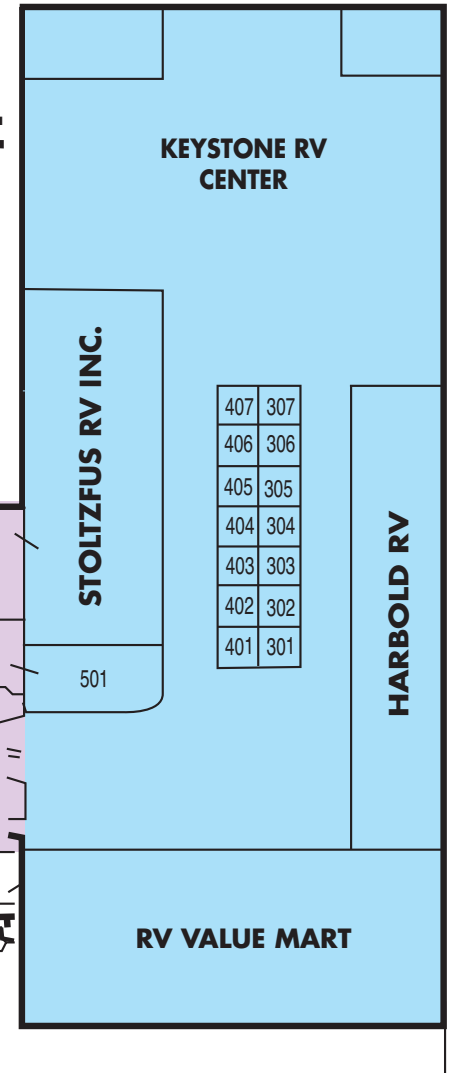 KEYSTONE RV
CENTER
STOLTZFUS RV INC.
407 307
406 306
405 305
404 304
403 303
402 302
401 301
HARBOLD RV
501
RV VALUE MART